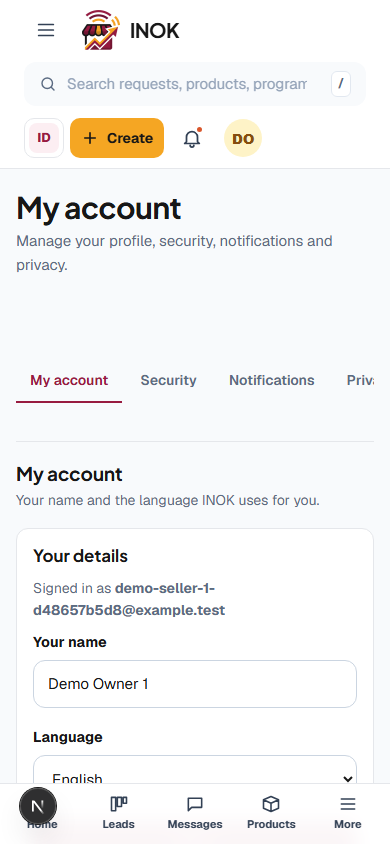 INOK
Search requests, products, program
/
ID
+ Create
DO
My account
Manage your profile, security, notifications and
privacy.
My account
Security
Notifications
Priva
My account
Your name and the language INOK uses for you.
Your details
Signed in as demo-seller-1-
d48657b5d8@example.test
Your name
Demo Owner 1
Language
English
N
Home
Leads
Messages
Products
More